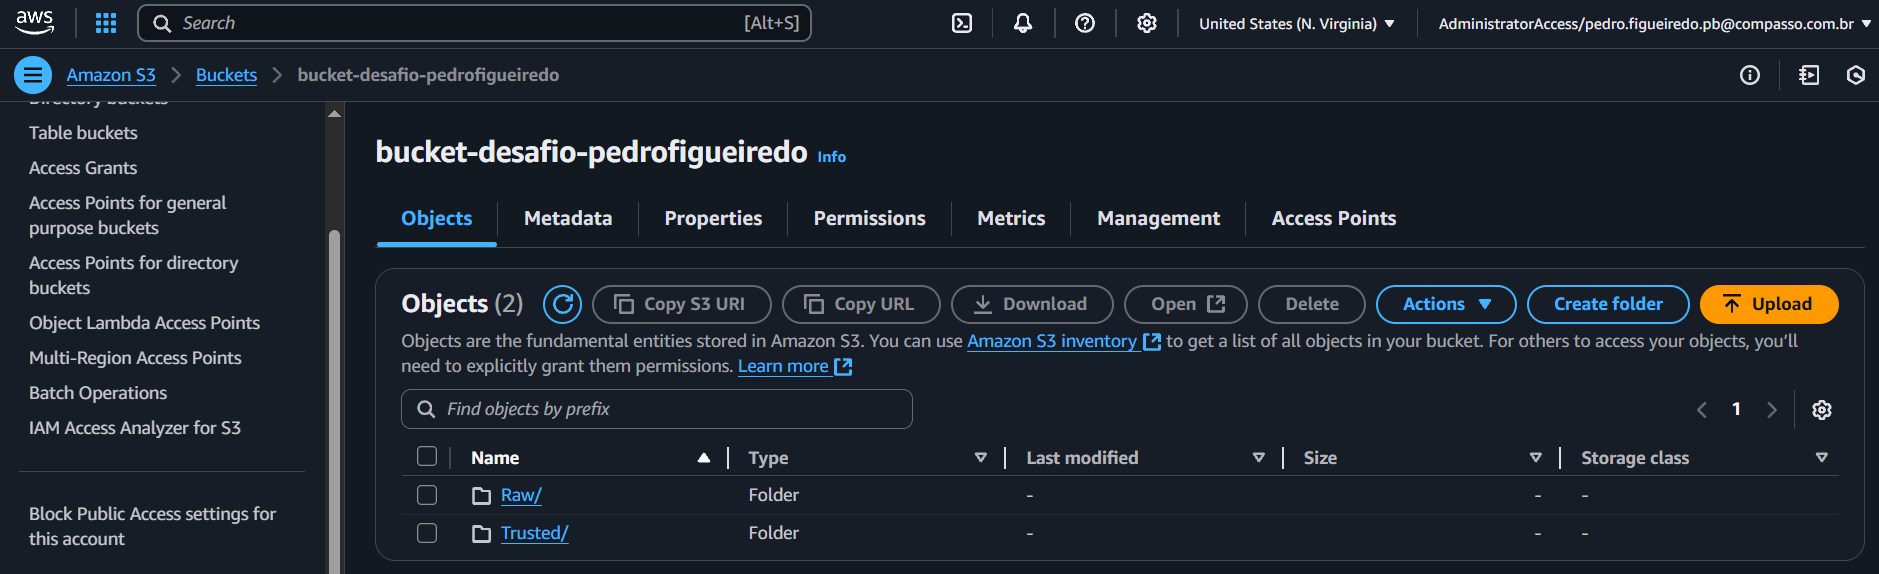 aws
Search [Alt+S]
United States (N. Virginia)
AdministratorAccess/pedro.figueiredo.pb@compasso.com.br
Amazon S3
Buckets
bucket-desafio-pedrofigueiredo
Directory buckets
Table buckets
Access Grants
Access Points for general
purpose buckets
Access Points for directory
buckets
Object Lambda Access Points
Multi-Region Access Points
Batch Operations
IAM Access Analyzer for S3
Block Public Access settings for
this account
bucket-desafio-pedrofigueiredo Info
Objects
Metadata
Properties
Permissions
Metrics
Management
Access Points
Objects (2)
Copy S3 URI
Copy URL
Download
Open
Delete
Actions
Create folder
Upload
Objects are the fundamental entities stored in Amazon S3. You can use Amazon S3 inventory to get a list of all objects in your bucket. For others to access your objects, you'll
need to explicitly grant them permissions. Learn more
Find objects by prefix
1
Name Type Last modified Size Storage class
Raw/ Folder - - -
Trusted/ Folder - - -